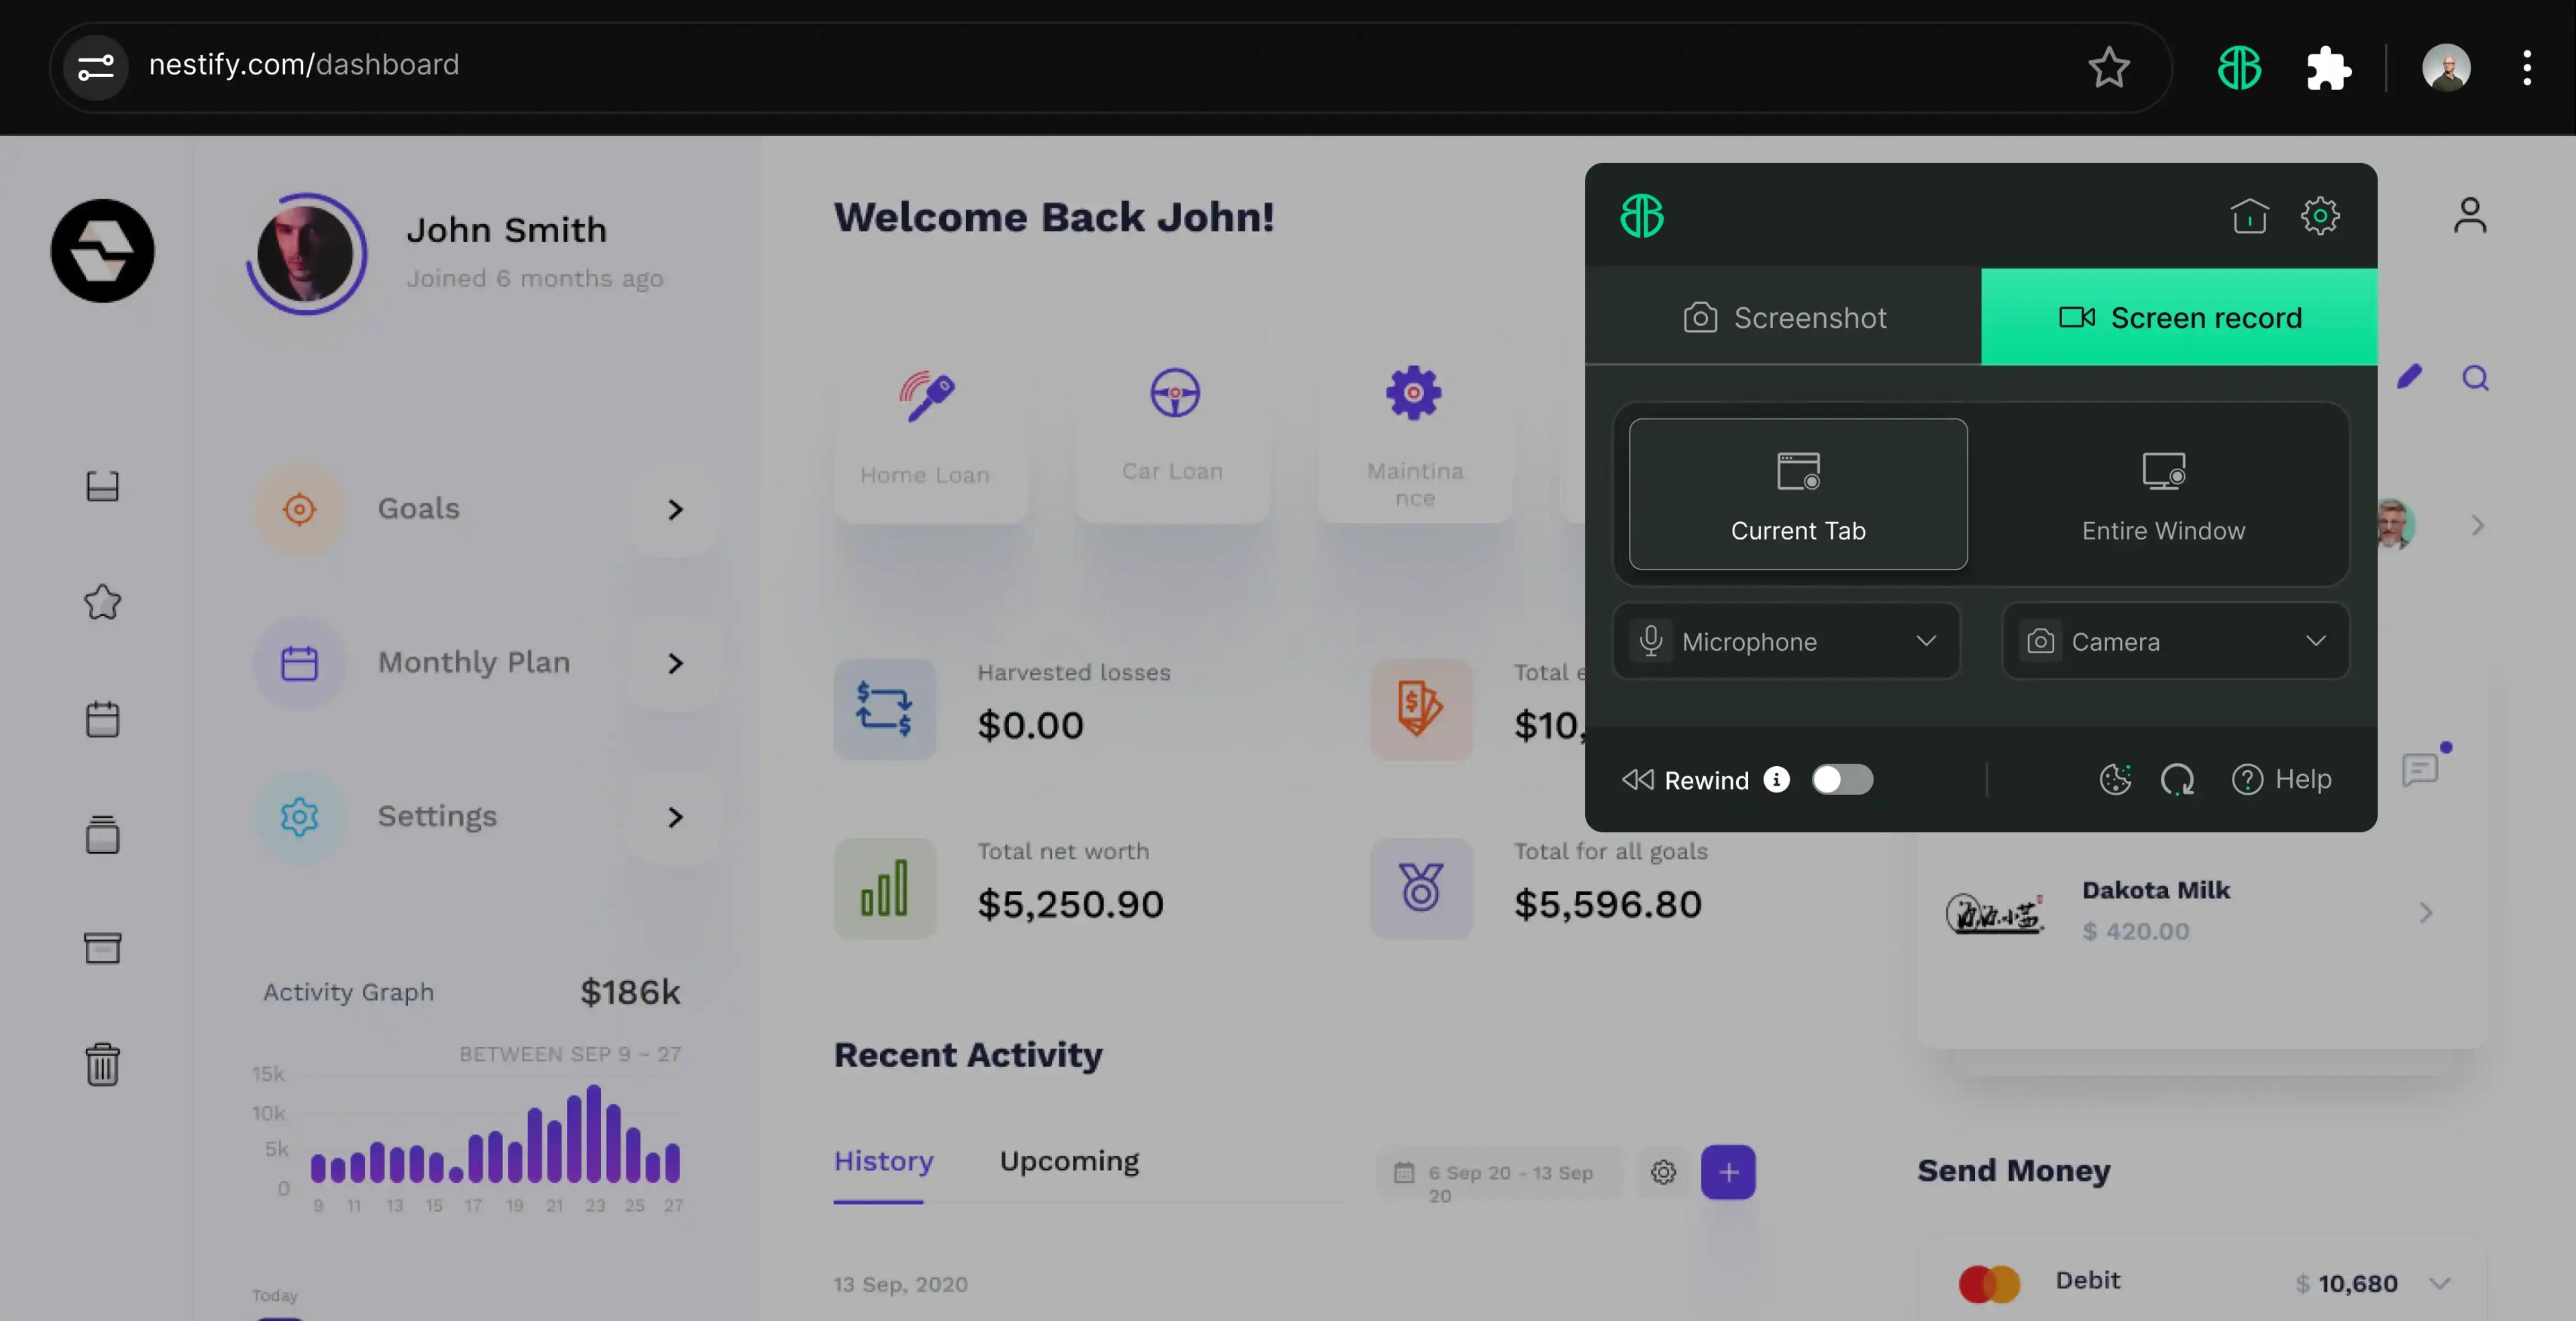 nestify.com/dashboard
John Smith
Joined 6 months ago
Goals
Monthly Plan
Settings
Activity Graph
$186k
BETWEEN SEP 9 ~ 27
15k
10k
5k
0
9 11 13 15 17 19 21 23 25 27
Today
Welcome Back John!
Home Loan
Car Loan
Maintina
nce
Harvested losses
$0.00
Total
$10,
Total net worth
$5,250.90
Total for all goals
$5,596.80
Recent Activity
History
Upcoming
6 Sep 20 - 13 Sep
20
13 Sep, 2020
Screenshot
Screen record
Current Tab
Entire Window
Microphone
Camera
Rewind
Help
Dakota Milk
$ 420.00
Send Money
Debit
$ 10,680